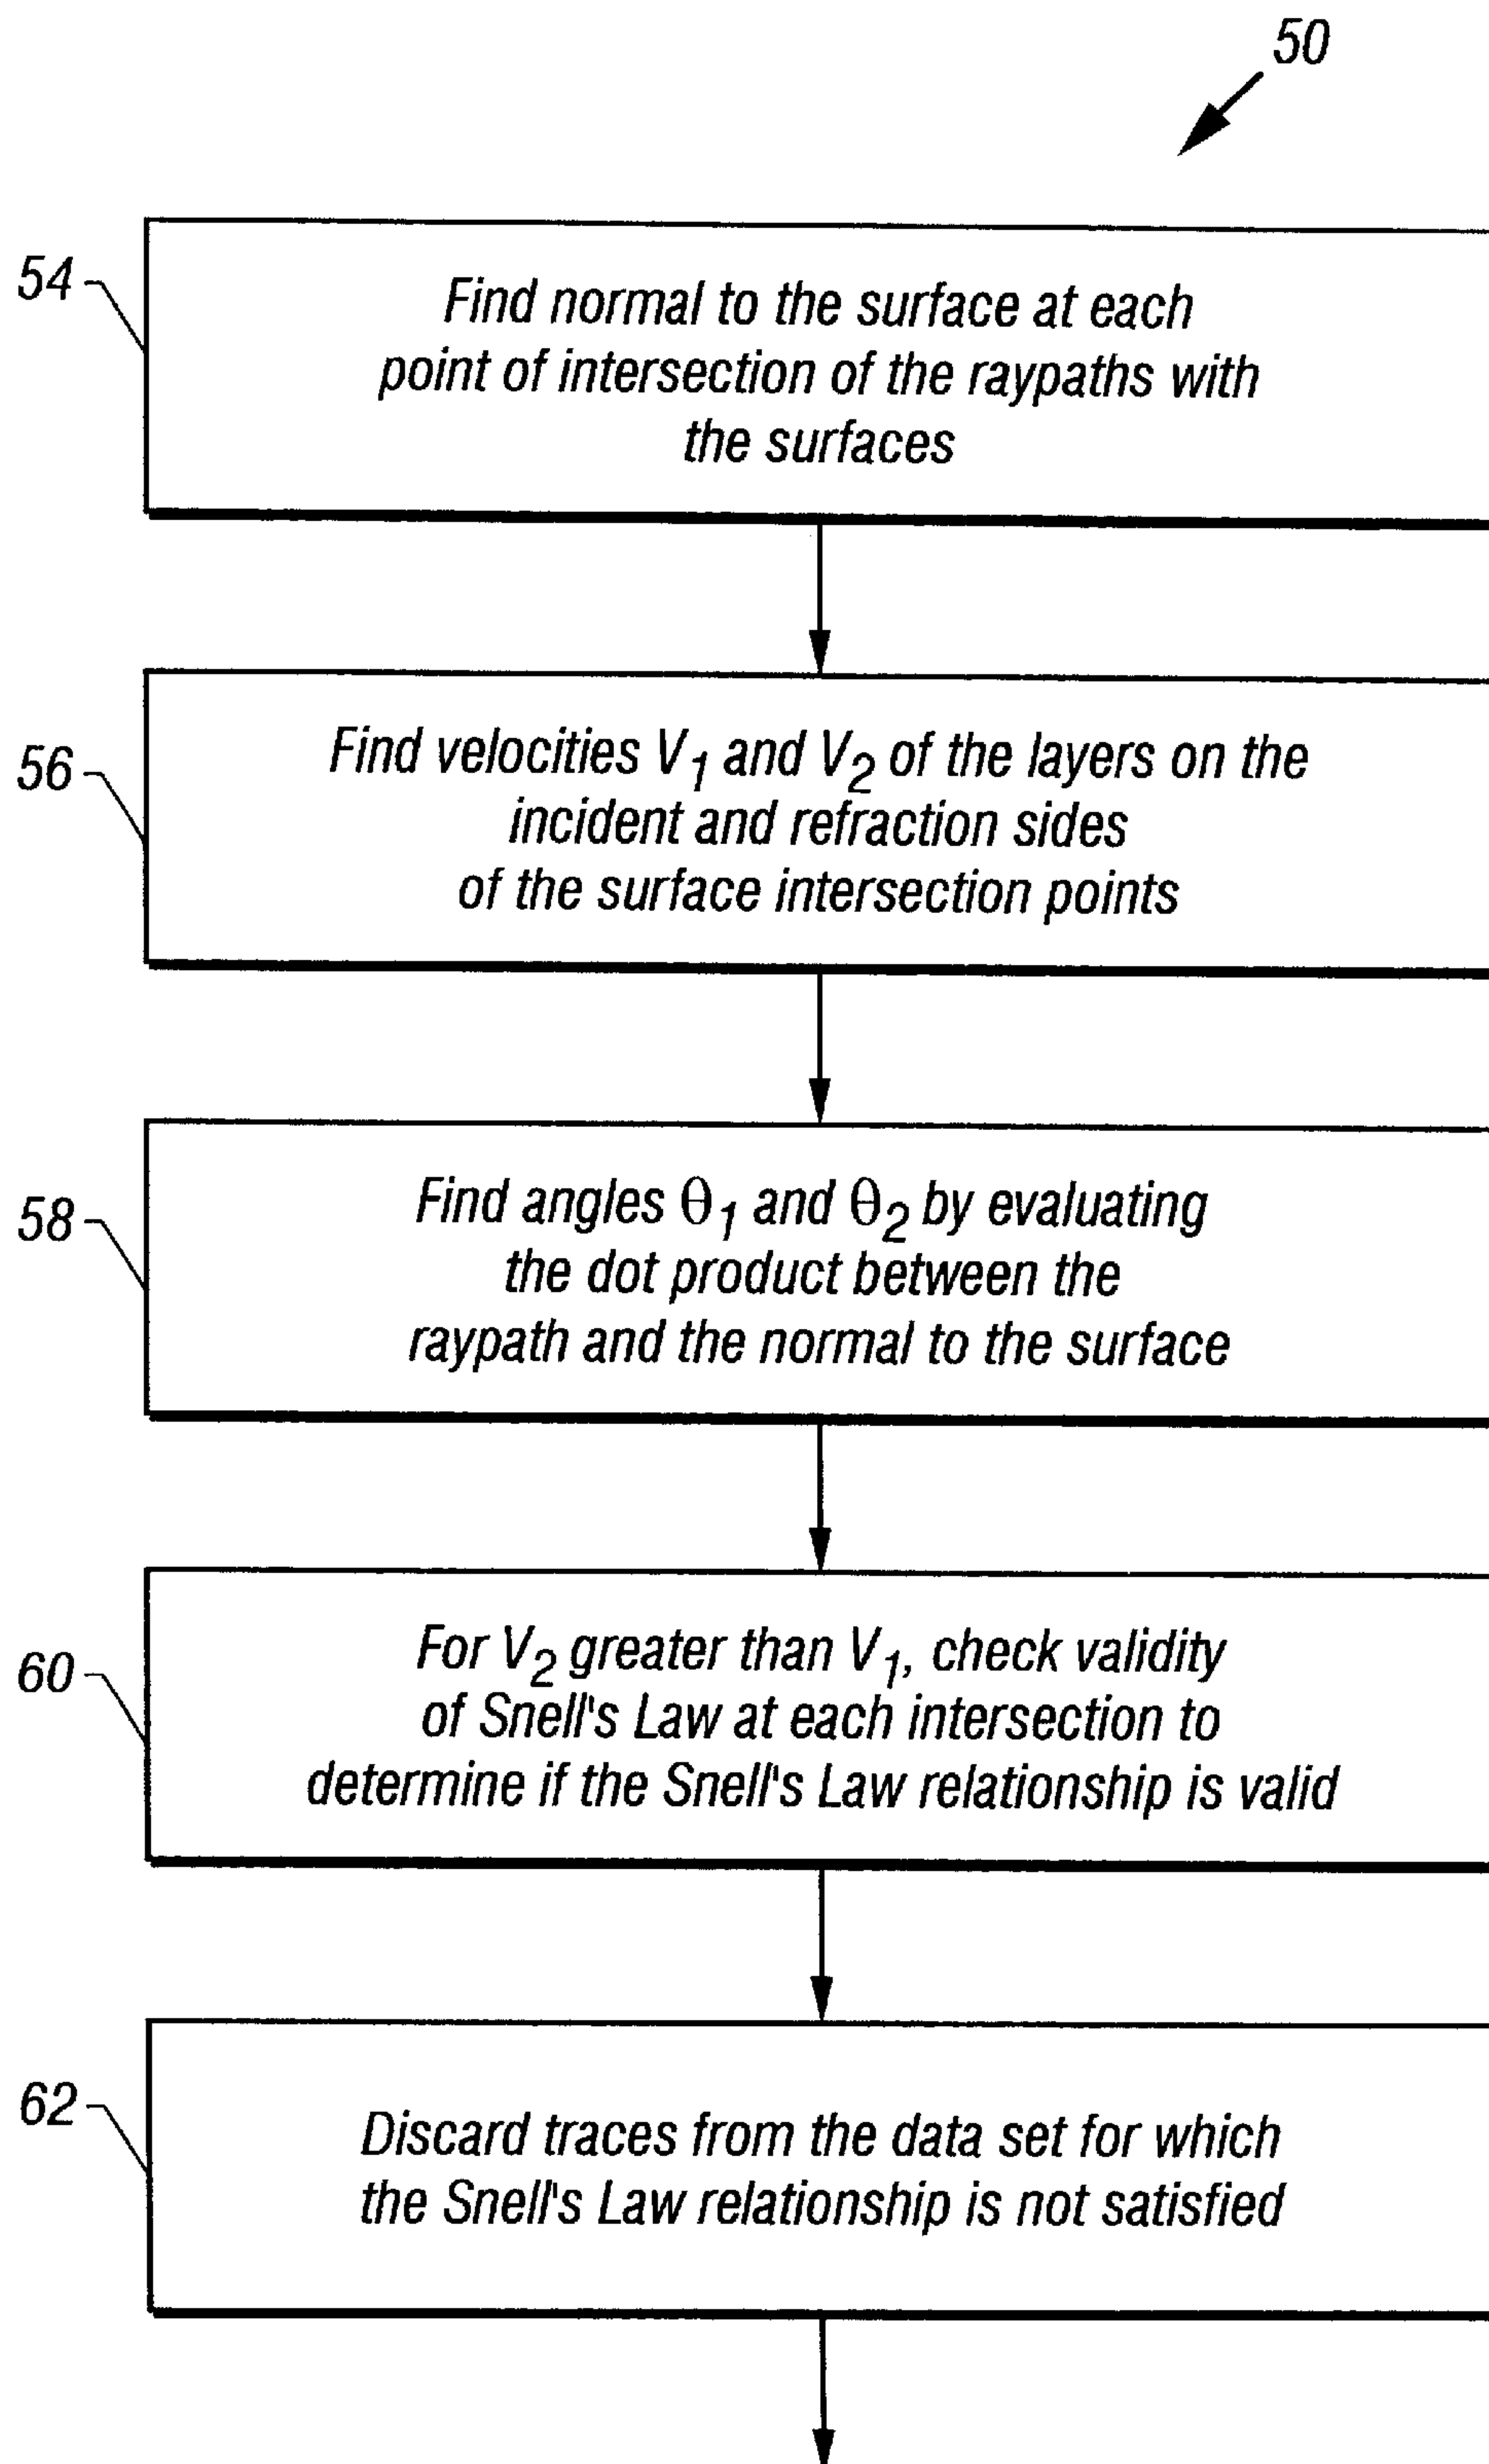 50
54
Find normal to the surface at each
point of intersection of the raypaths with
the surfaces
56
Find velocities V1 and V2 of the layers on the
incident and refraction sides
of the surface intersection points
58
Find angles θ1 and θ2 by evaluating
the dot product between the
raypath and the normal to the surface
60
For V2 greater than V1, check validity
of Snell's Law at each intersection to
determine if the Snell's Law relationship is valid
62
Discard traces from the data set for which
the Snell's Law relationship is not satisfied